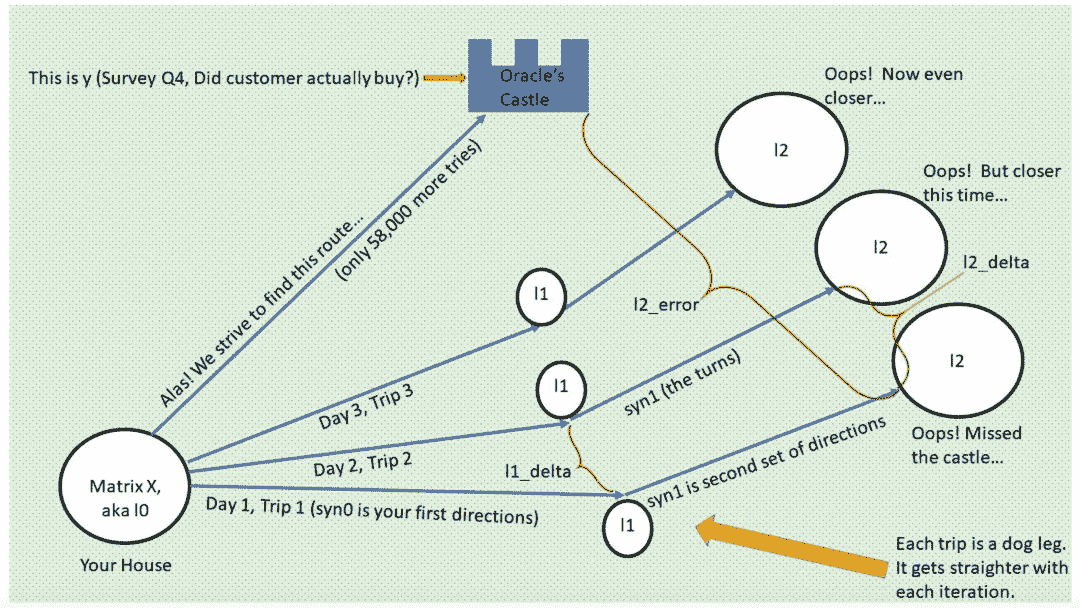 This is y (Survey Q4, Did customer actually buy?)
Oracle's
Castle
Oops! Now even
closer...
l2
Oops! But closer
this time...
l2
l2_delta
Alas! We strive to find this route...
(only 58,000 more tries)
l1
l2_error
l2
l1
syn1 (the turns)
Day 3, Trip 3
Oops! Missed
the castle...
Day 2, Trip 2
l1_delta
syn1 is second set of directions
Matrix X,
aka l0
Day 1, Trip 1 (syn0 is your first directions)
l1
Your House
Each trip is a dog leg.
It gets straighter with
each iteration.